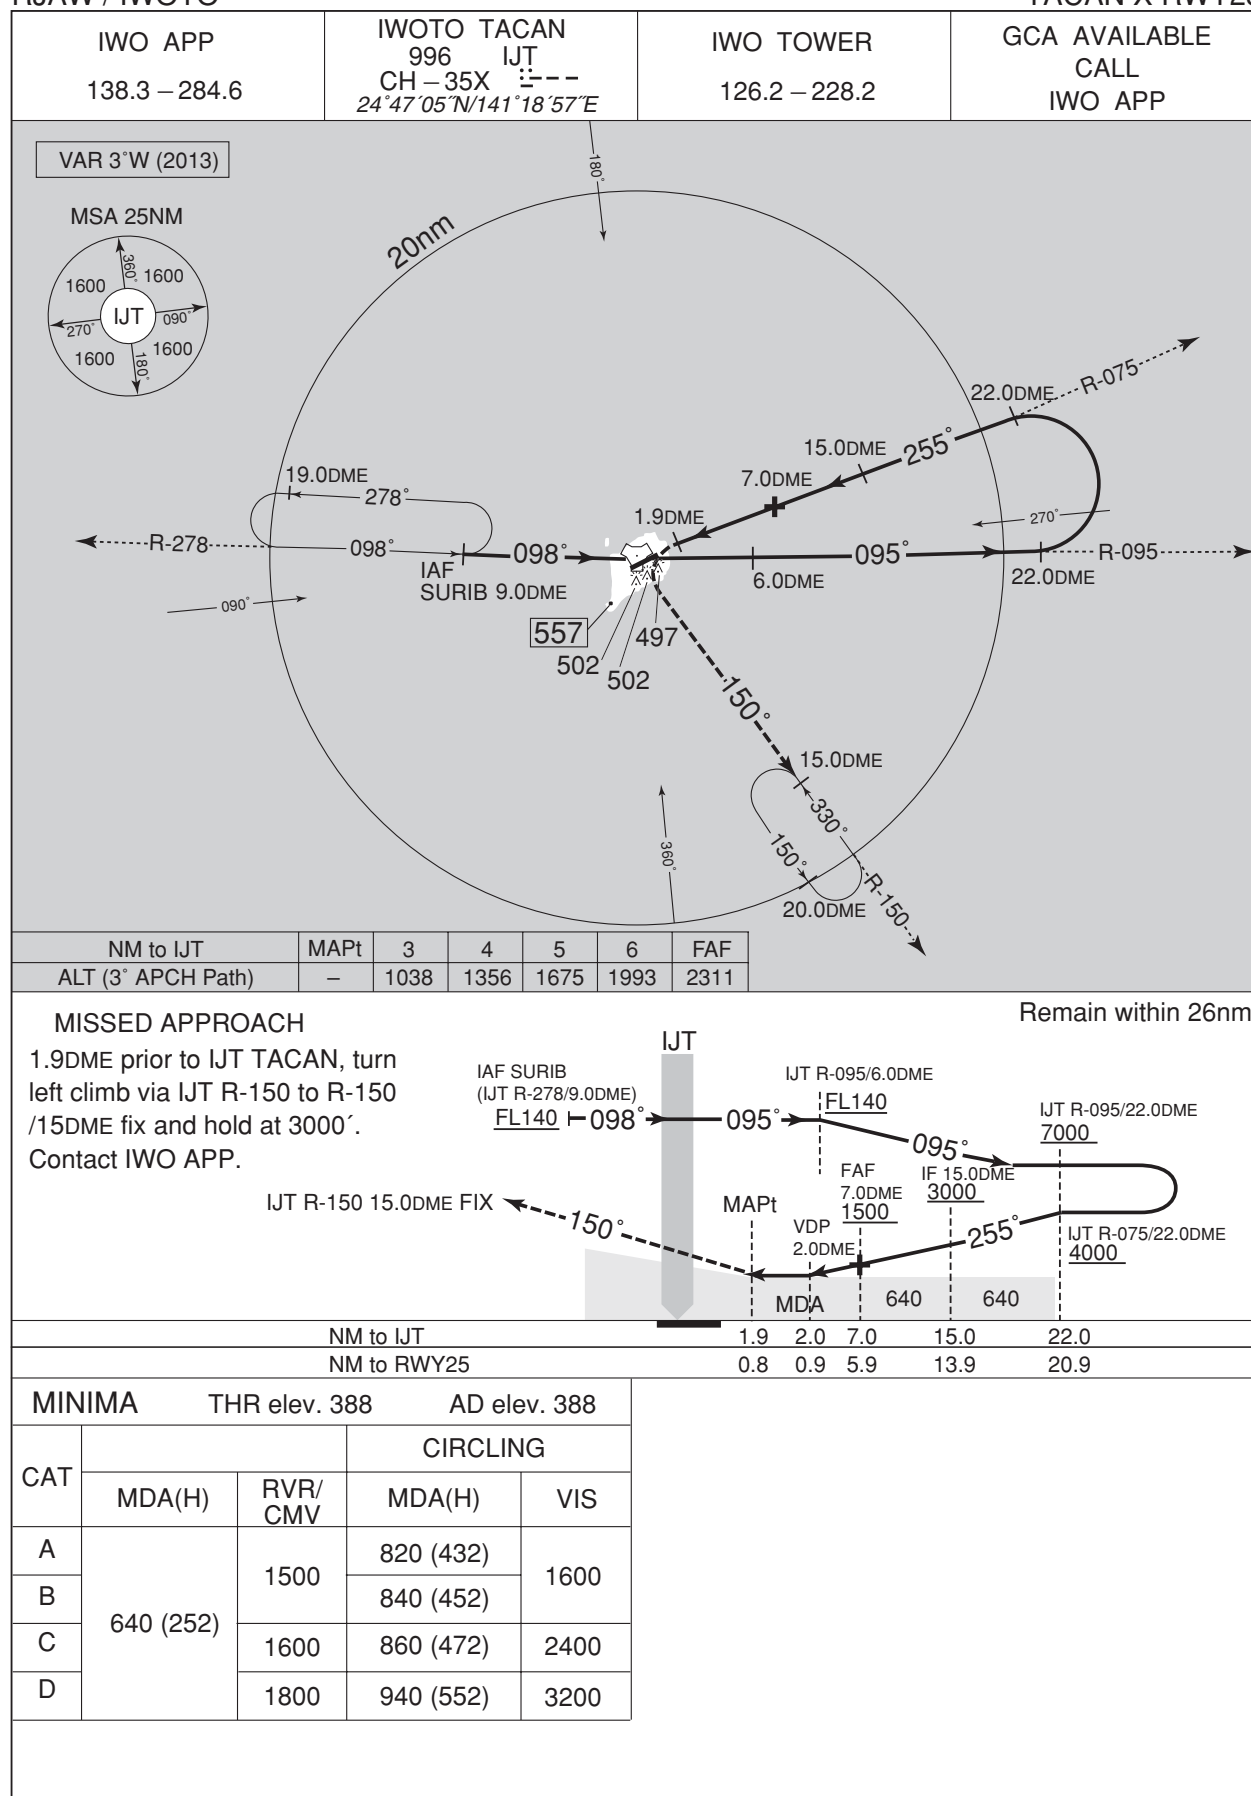 RJAW / IWOTO
TACAN X RWY25
IWO APP
138.3 – 284.6
IWOTO TACAN
996 IJT
CH – 35X
24°47′05″N/141°18′57″E
IWO TOWER
126.2 – 228.2
GCA AVAILABLE
CALL
IWO APP
VAR 3°W (2013)
MSA 25NM
1600
1600
1600
1600
IJT
360°
090°
180°
270°
180°
20nm
22.0DME
R-075
255°
15.0DME
7.0DME
1.9DME
19.0DME
278°
270°
R-278
098°
098°
095°
R-095
IAF
SURIB 9.0DME
6.0DME
22.0DME
090°
557
497
502
502
150°
15.0DME
330°
150°
360°
R-150
20.0DME
NM to IJT MAPt 3 4 5 6 FAF
ALT (3° APCH Path) – 1038 1356 1675 1993 2311
MISSED APPROACH
1.9DME prior to IJT TACAN, turn
left climb via IJT R-150 to R-150
/15DME fix and hold at 3000´.
Contact IWO APP.
Remain within 26nm
IJT
IAF SURIB
(IJT R-278/9.0DME)
FL140
098°
095°
IJT R-095/6.0DME
FL140
095°
IJT R-095/22.0DME
7000
FAF
7.0DME
1500
IF 15.0DME
3000
IJT R-150 15.0DME FIX
150°
MAPt
VDP
2.0DME
255°
IJT R-075/22.0DME
4000
MDA 640 640
NM to IJT 1.9 2.0 7.0 15.0 22.0
NM to RWY25 0.8 0.9 5.9 13.9 20.9
MINIMA THR elev. 388 AD elev. 388
CAT
CIRCLING
MDA(H)
RVR/
CMV
MDA(H)
VIS
A
B
C
D
640 (252)
1500
1600
1800
820 (432)
840 (452)
860 (472)
940 (552)
1600
2400
3200